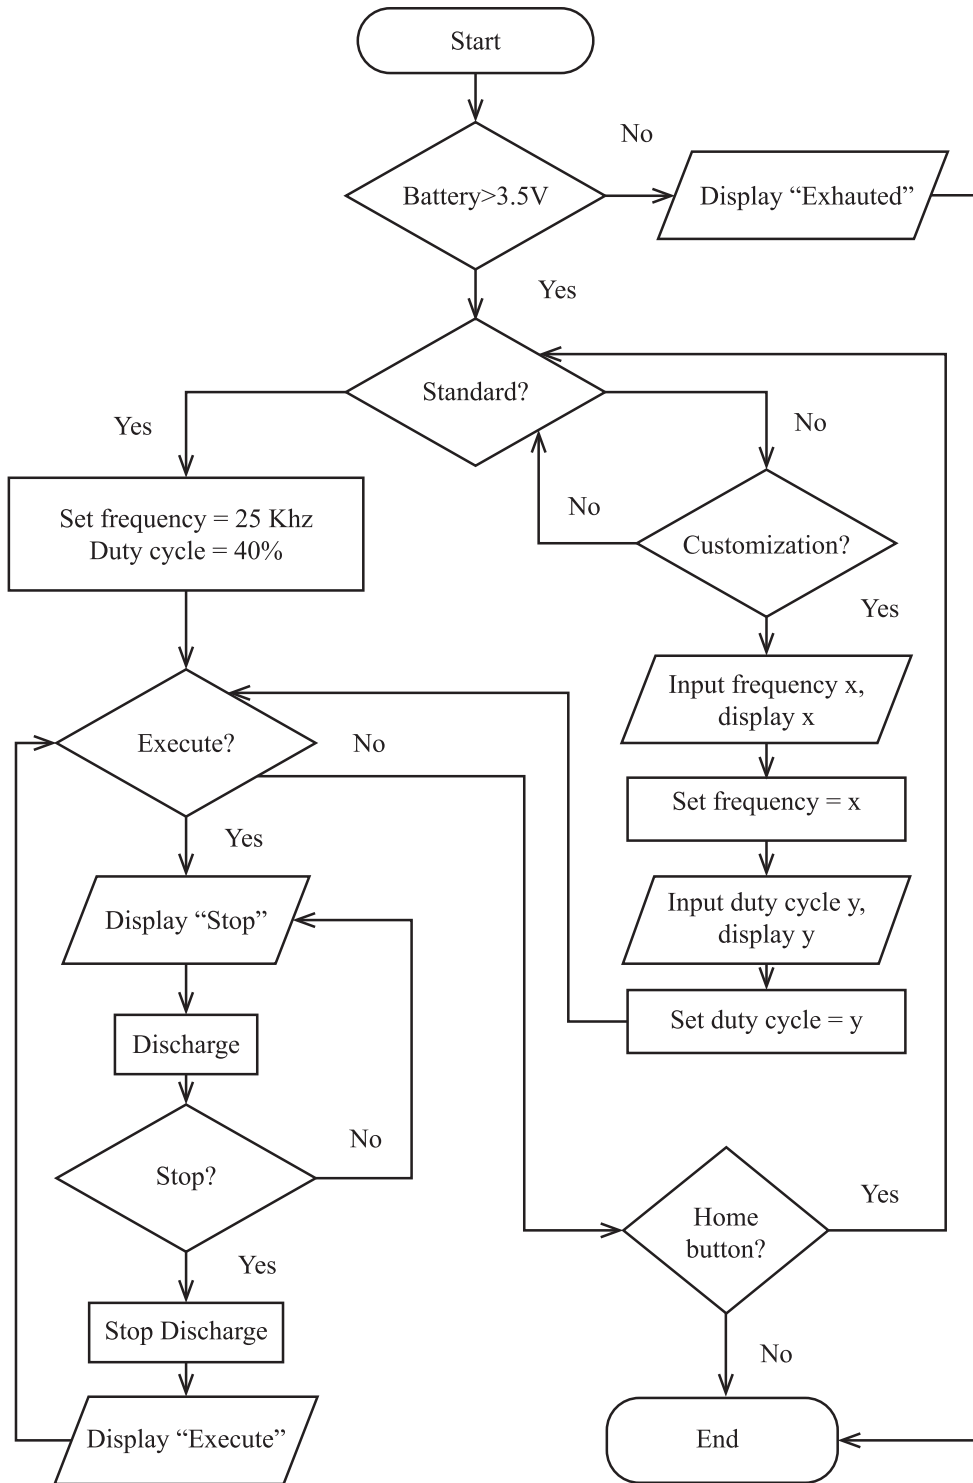 Start
No
Battery>3.5V
Display “Exhauted”
Yes
Standard?
Yes
No
Set frequency = 25 Khz
Duty cycle = 40%
No
Customization?
Yes
Input frequency x,
display x
Execute?
No
Set frequency = x
Yes
Display “Stop”
Input duty cycle y,
display y
Set duty cycle = y
Discharge
No
Stop?
Yes
Home
button?
Yes
Stop Discharge
No
Display “Execute”
End